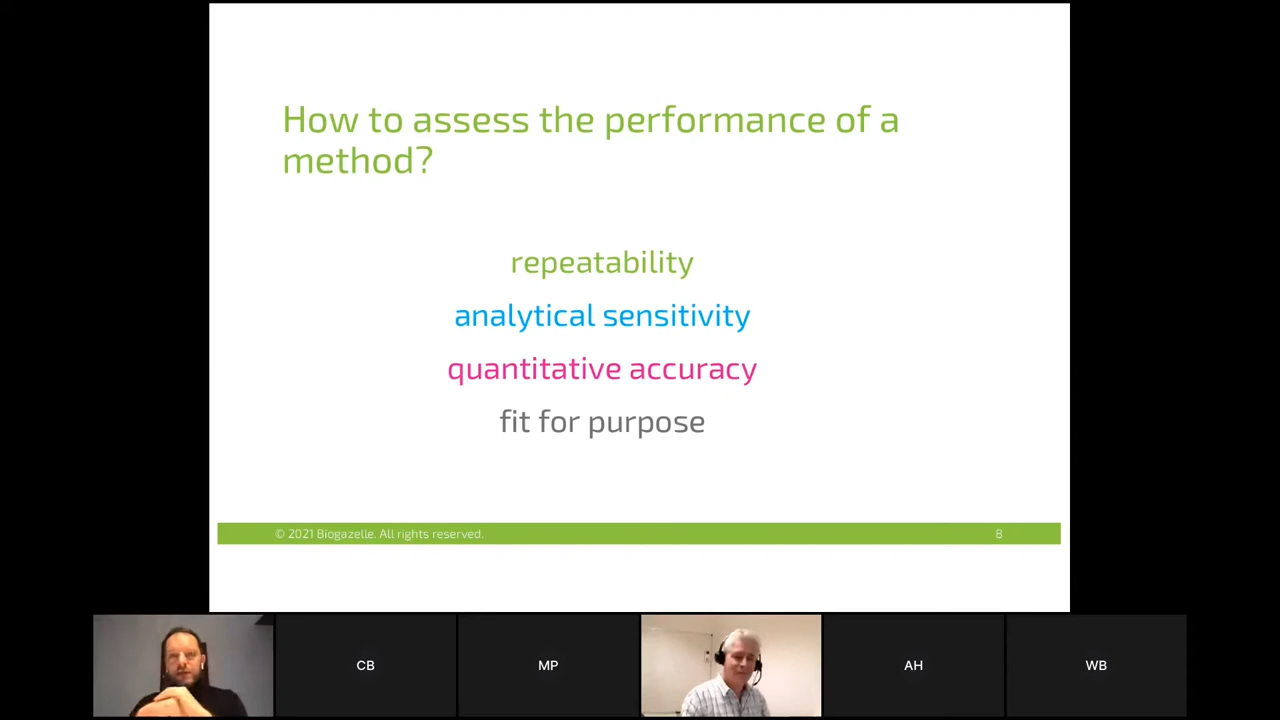 How to assess the performance of a
method?
repeatability
analytical sensitivity
quantitative accuracy
fit for purpose
© 2021 Biogazelle. All rights reserved. 8
CB MP AH WB